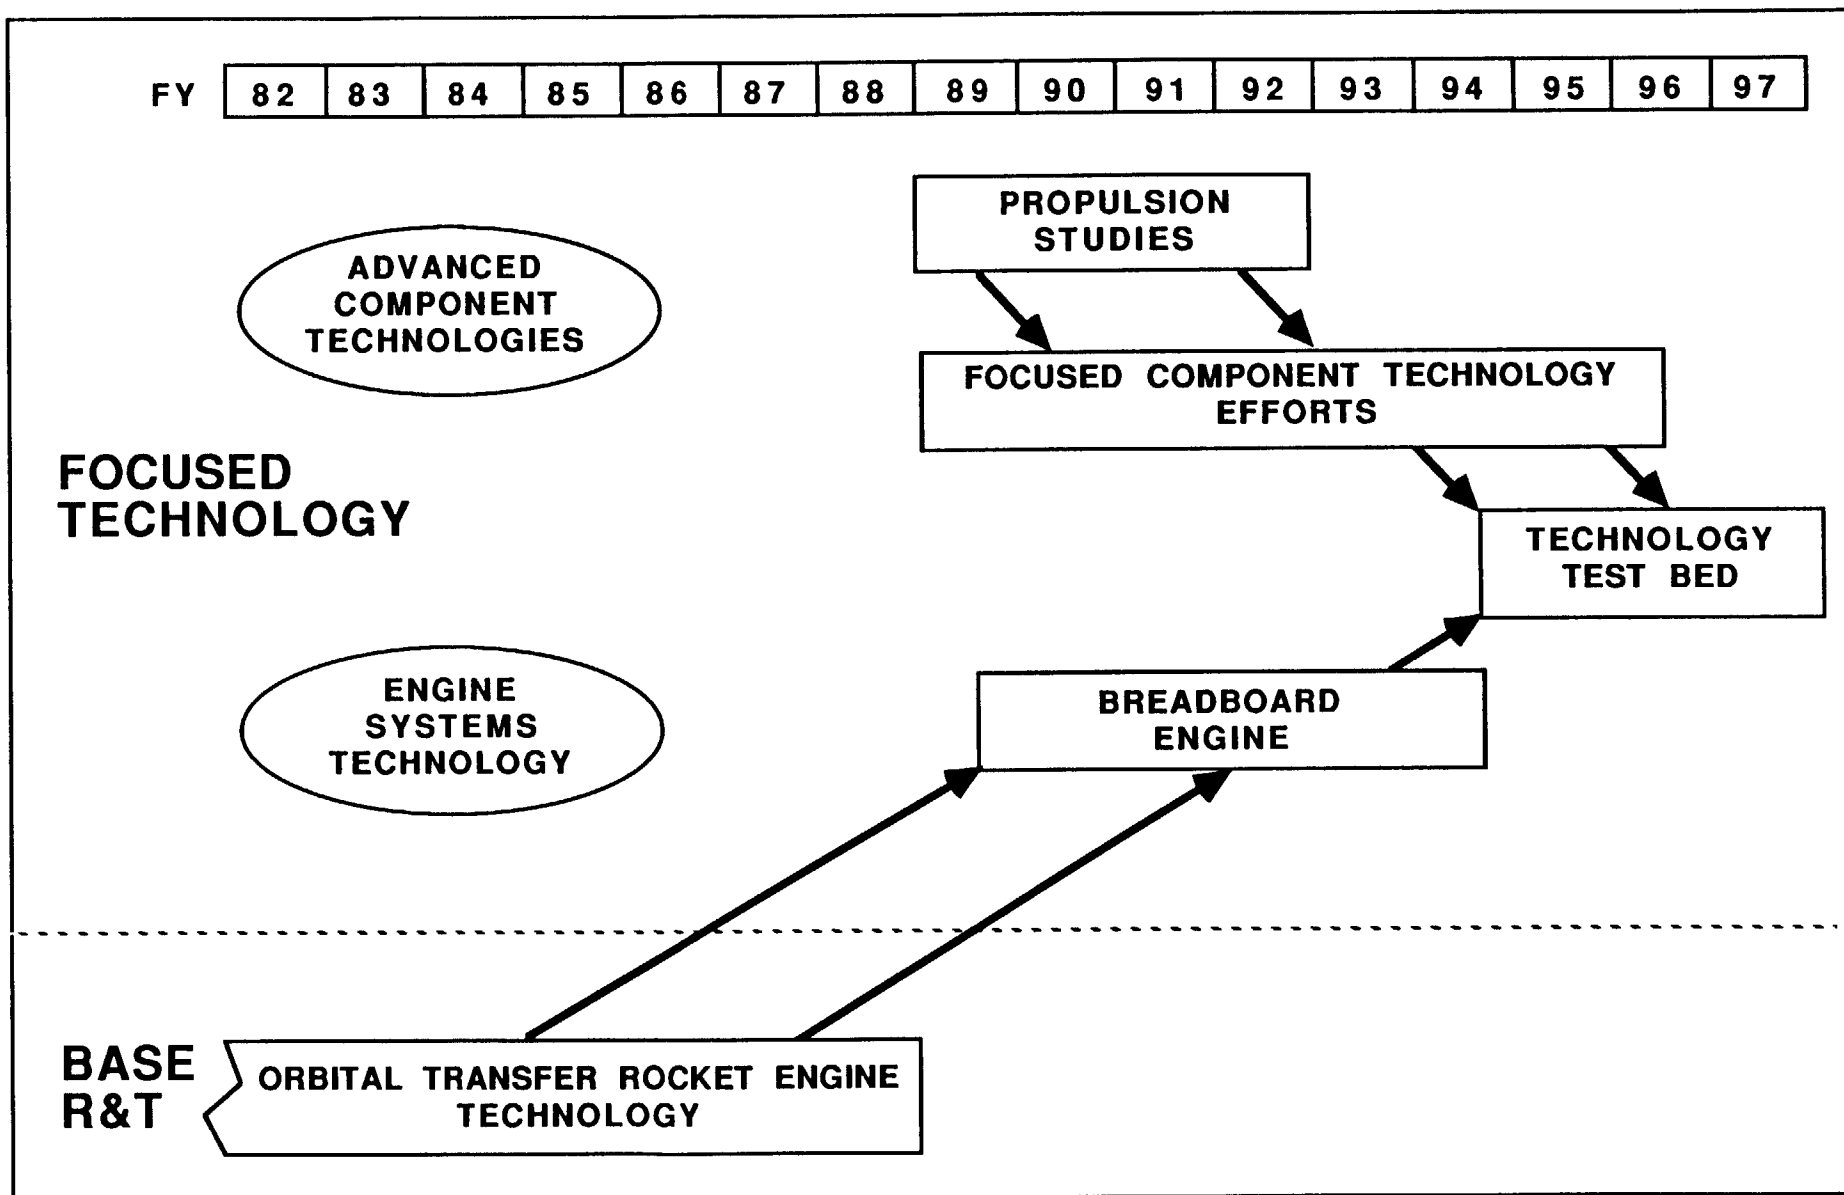 FY 82 83 84 85 86 87 88 89 90 91 92 93 94 95 96 97
PROPULSION
STUDIES
ADVANCED
COMPONENT
TECHNOLOGIES
FOCUSED COMPONENT TECHNOLOGY
EFFORTS
FOCUSED
TECHNOLOGY
TECHNOLOGY
TEST BED
ENGINE
SYSTEMS
TECHNOLOGY
BREADBOARD
ENGINE
BASE
R&T
ORBITAL TRANSFER ROCKET ENGINE
TECHNOLOGY